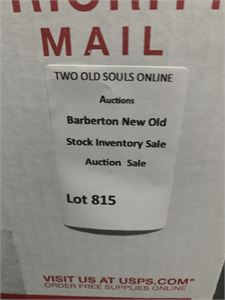 MAIL
TWO OLD SOULS ONLINE
Auctions
Barberton New Old
Stock Inventory Sale
Auction Sale
Lot 815
VISIT US AT USPS.COM®
ORDER FREE SUPPLIES ONLINE